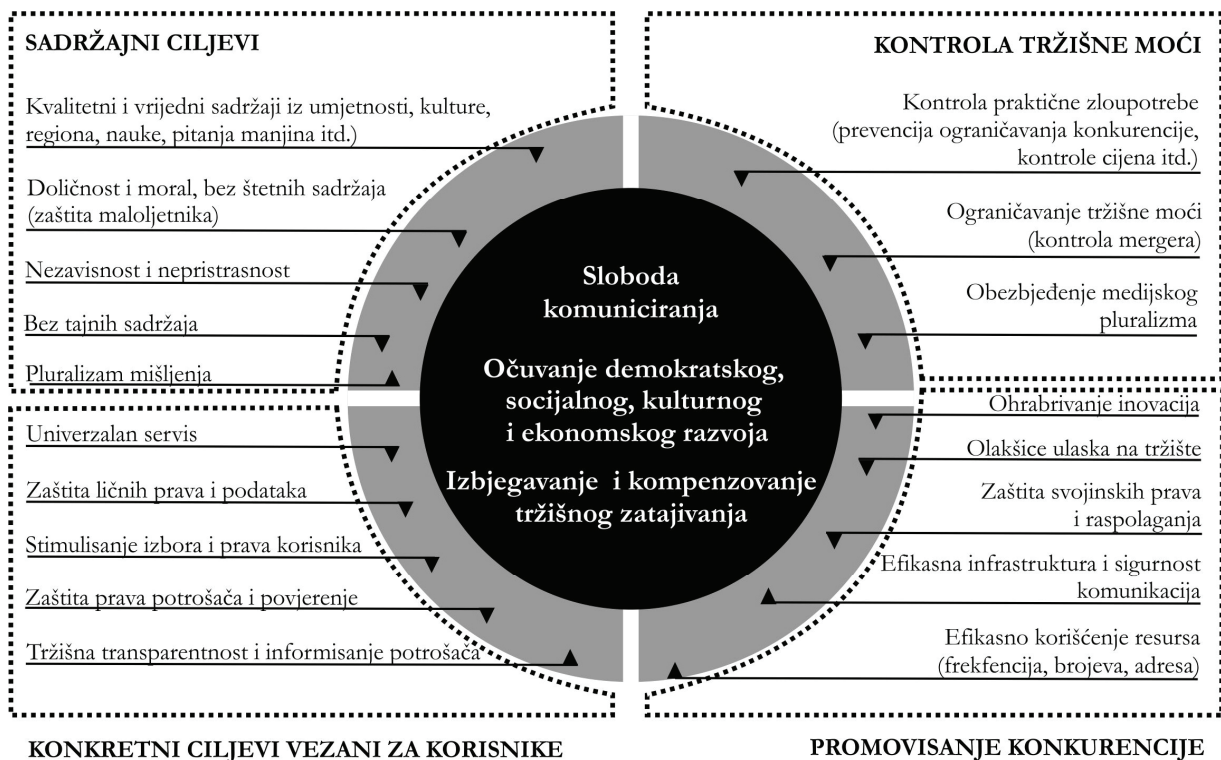 SADRŽAJNI CILJEVI
Kvalitetni i vrijedni sadržaji iz umjetnosti, kulture,
regiona, nauke, pitanja manjina itd.)
Doličnost i moral, bez štetnih sadržaja
(zaštita maloljetnika)
Nezavisnost i nepristrasnost
Bez tajnih sadržaja
Pluralizam mišljenja
KONTROLA TRŽIŠNE MOĆI
Kontrola praktične zloupotrebe
(prevencija ograničavanja konkurencije,
kontrole cijena itd.)
Ograničavanje tržišne moći
(kontrola mergera)
Obezbjeđenje medijskog
pluralizma
Sloboda
komuniciranja
Očuvanje demokratskog,
socijalnog, kulturnog
i ekonomskog razvoja
Izbjegavanje i kompenzovanje
tržišnog zatajivanja
Univerzalan servis
Zaštita ličnih prava i podataka
Stimulisanje izbora i prava korisnika
Zaštita prava potrošača i povjerenje
Tržišna transparentnost i informisanje potrošača
KONKRETNI CILJEVI VEZANI ZA KORISNIKE
Ohrabrivanje inovacija
Olakšice ulaska na tržište
Zaštita svojinskih prava
i raspolaganja
Efikasna infrastruktura i sigurnost
komunikacija
Efikasno korišćenje resursa
(frekfencija, brojeva, adresa)
PROMOVISANJE KONKURENCIJE